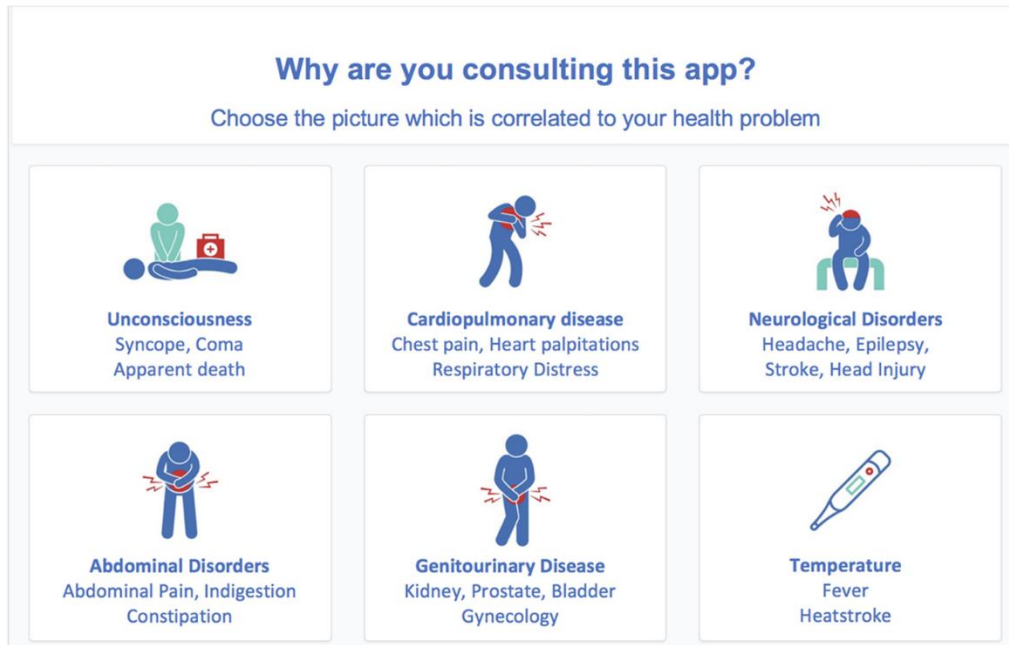 Why are you consulting this app?
Choose the picture which is correlated to your health problem
Unconsciousness
Syncope, Coma
Apparent death
Cardiopulmonary disease
Chest pain, Heart palpitations
Respiratory Distress
Neurological Disorders
Headache, Epilepsy,
Stroke, Head Injury
Abdominal Disorders
Abdominal Pain, Indigestion
Constipation
Genitourinary Disease
Kidney, Prostate, Bladder
Gynecology
Temperature
Fever
Heatstroke